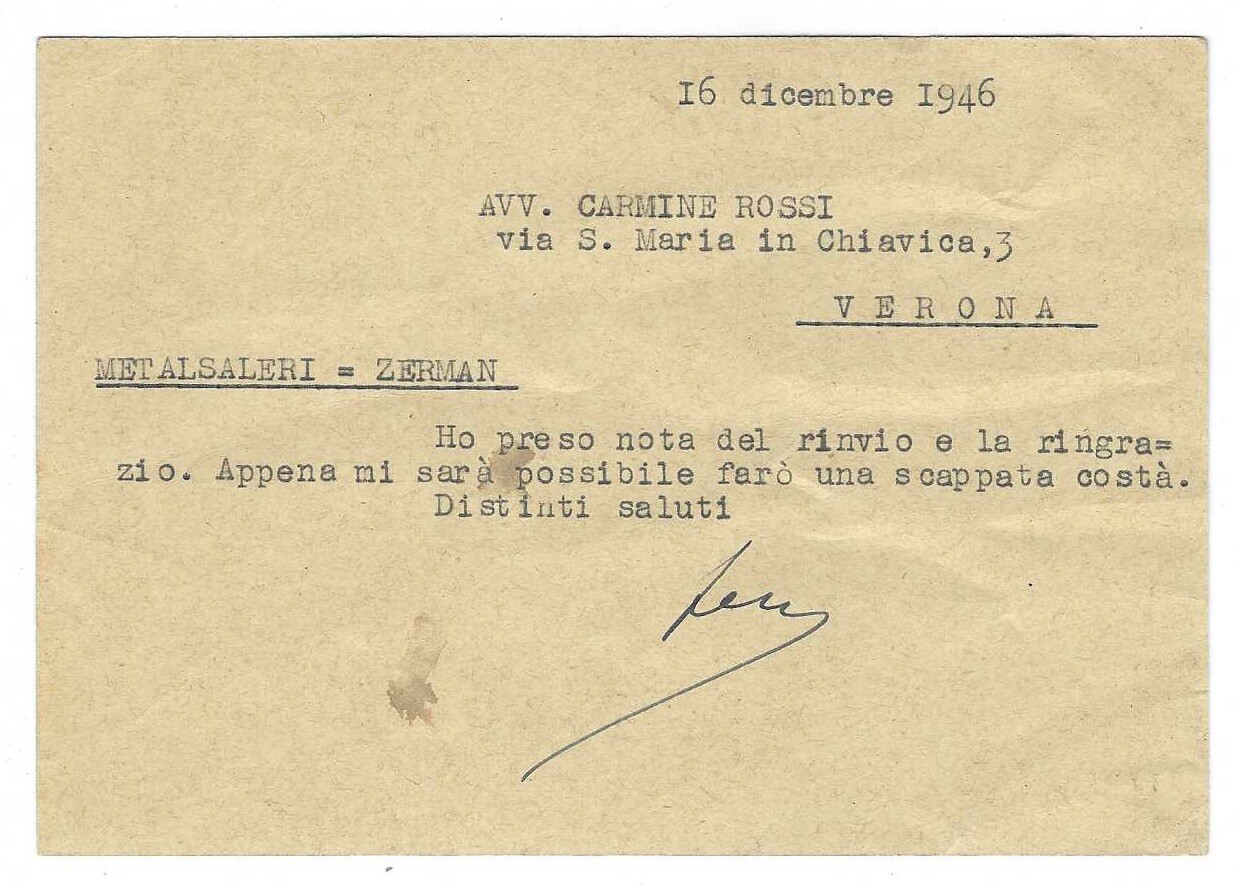 16 dicembre 1946
AVV. CARMINE ROSSI
via S. Maria in Chiavica,3
V E R O N A
METALSALERI = ZERMAN
Ho preso nota del rinvio e la ringra=
zio. Appena mi sarà possibile farò una scappata costà.
Distinti saluti